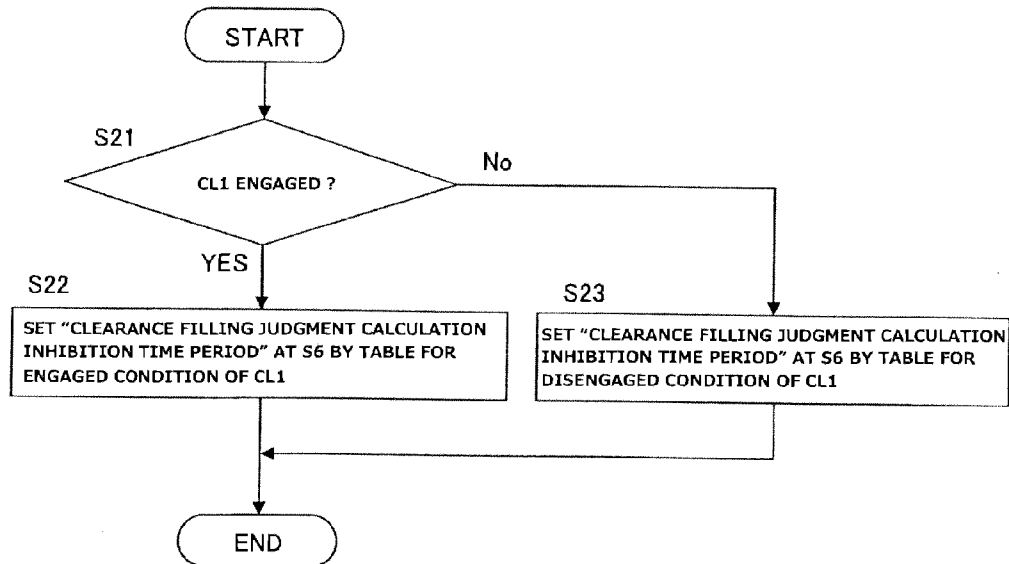 START
S21
CL1 ENGAGED ?
No
YES
S22
SET "CLEARANCE FILLING JUDGMENT CALCULATION
INHIBITION TIME PERIOD" AT S6 BY TABLE FOR
ENGAGED CONDITION OF CL1
S23
SET "CLEARANCE FILLING JUDGMENT CALCULATION
INHIBITION TIME PERIOD" AT S6 BY TABLE FOR
DISENGAGED CONDITION OF CL1
END